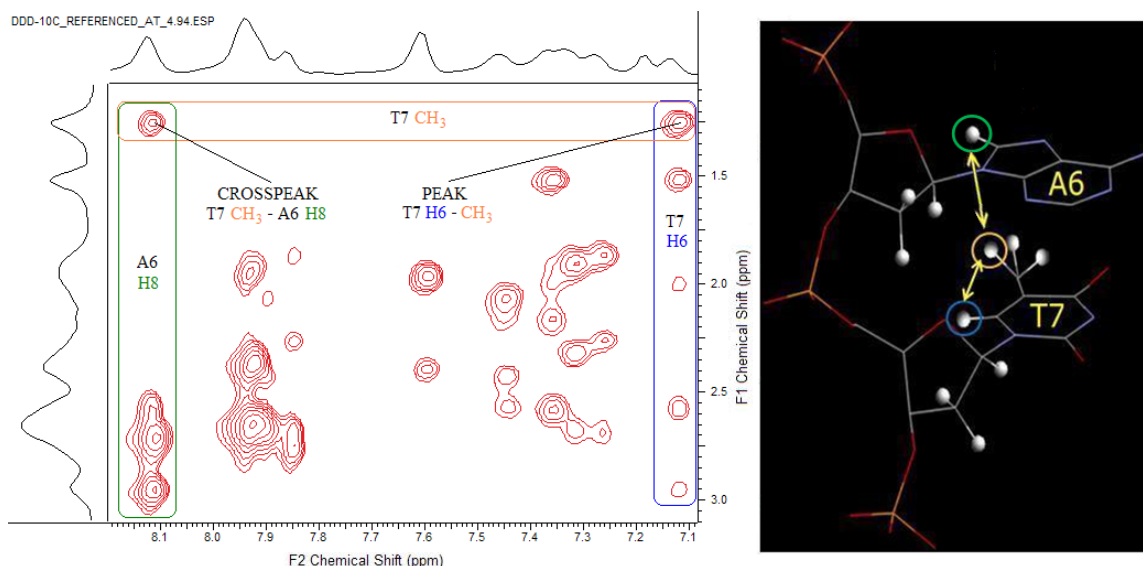 DDD-10C_REFERENCED_AT_4.94.ESP
T7 CH₃
CROSSPEAK
T7 CH₃ - A6 H8
PEAK
T7 H6 - CH₃
A6
H8
T7
H6
1.5
2.0
2.5
3.0
F1 Chemical Shift (ppm)
8.1 8.0 7.9 7.8 7.7 7.6 7.5 7.4 7.3 7.2 7.1
F2 Chemical Shift (ppm)
A6
T7